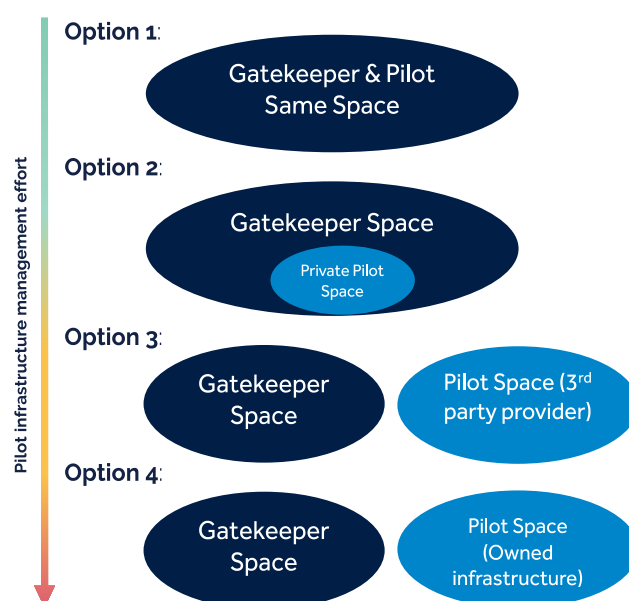 Option 1:
Gatekeeper & Pilot
Same Space
Option 2:
Gatekeeper Space
Private Pilot
Space
Option 3:
Gatekeeper
Space
Pilot Space (3rd
party provider)
Option 4:
Gatekeeper
Space
Pilot Space
(Owned
infrastructure)
Pilot infrastructure management effort